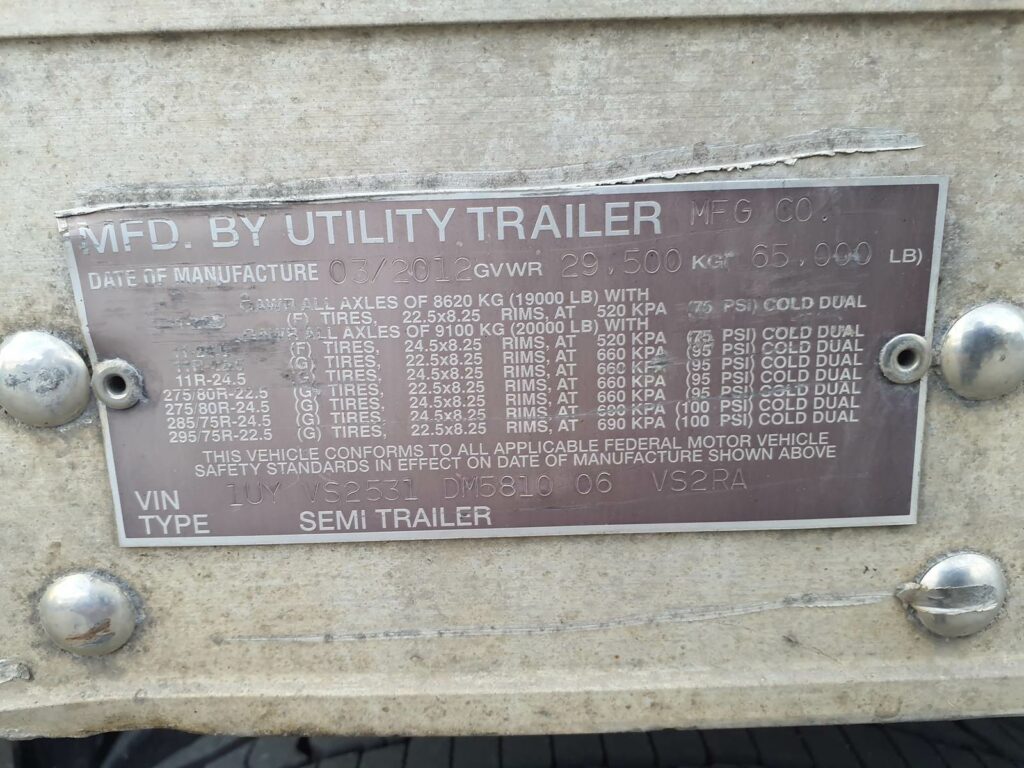 MFD. BY UTILITY TRAILER MFG CO.
DATE OF MANUFACTURE 03/2012 GVWR 29,500 KG 65,000 LB)
ALL AXLES OF 8620 KG (19000 LB) WITH
(F) TIRES, 22.5x8.25 RIMS, AT 520 KPA (75 PSI) COLD DUAL
ALL AXLES OF 9100 KG (20000 LB) WITH
(F) TIRES, 24.5x8.25 RIMS, AT 520 KPA (75 PSI) COLD DUAL
(G) TIRES, 22.5x8.25 RIMS, AT 660 KPA (95 PSI) COLD DUAL
11R-24.5 (G) TIRES, 24.5x8.25 RIMS, AT 660 KPA (95 PSI) COLD DUAL
275/80R-22.5 (G) TIRES, 22.5x8.25 RIMS, AT 660 KPA (95 PSI) COLD DUAL
275/80R-24.5 (G) TIRES, 24.5x8.25 RIMS, AT 660 KPA (95 PSI) COLD DUAL
285/75R-24.5 (G) TIRES, 24.5x8.25 RIMS, AT 690 KPA (100 PSI) COLD DUAL
295/75R-22.5 (G) TIRES, 22.5x8.25 RIMS, AT 690 KPA (100 PSI) COLD DUAL
THIS VEHICLE CONFORMS TO ALL APPLICABLE FEDERAL MOTOR VEHICLE
SAFETY STANDARDS IN EFFECT ON DATE OF MANUFACTURE SHOWN ABOVE
VIN 1UY VS2531 DM5810 06 VS2RA
TYPE SEMI TRAILER